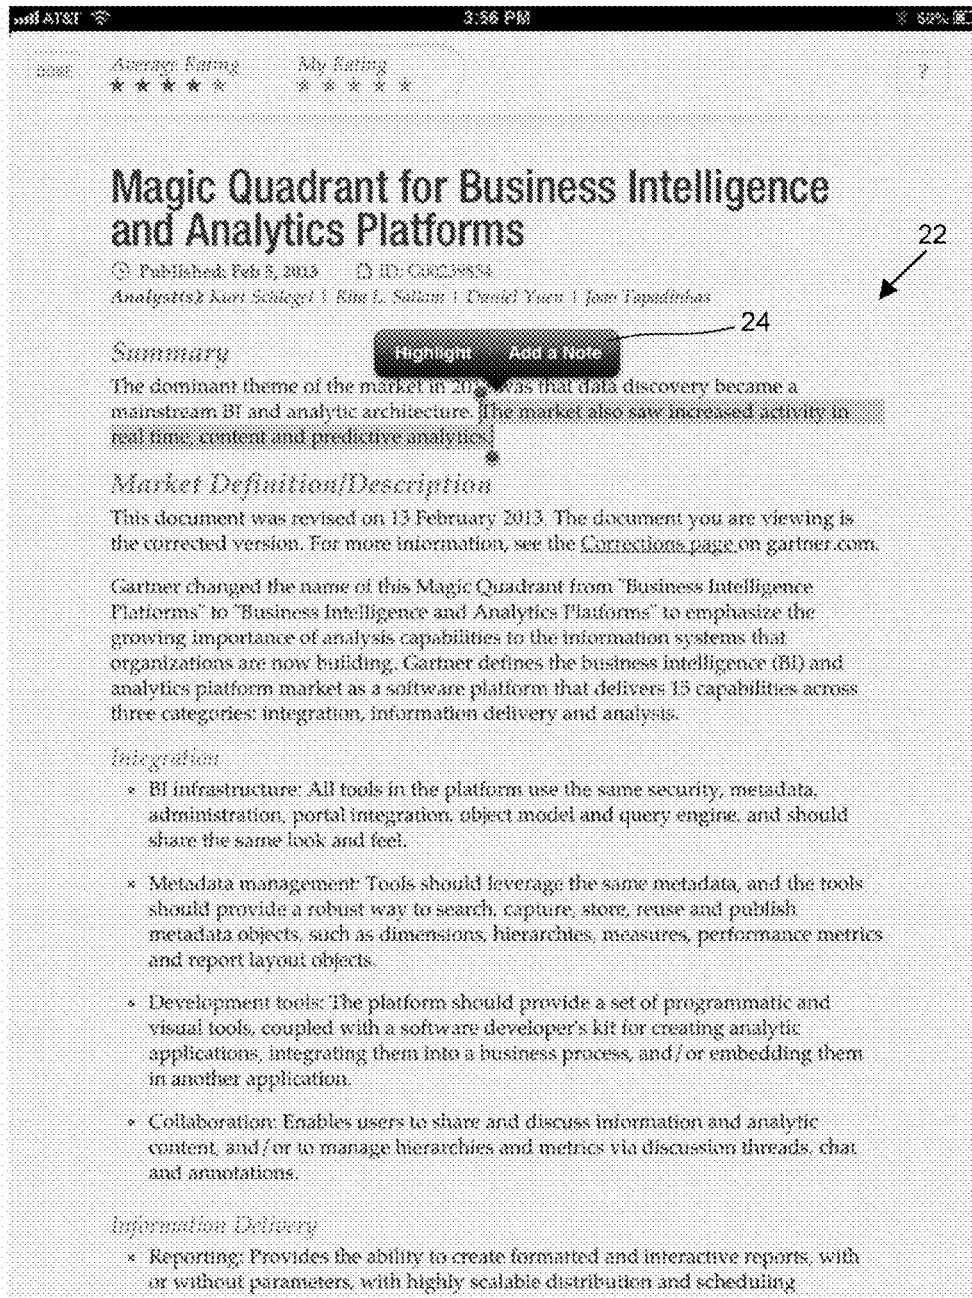 AT&T 3:56 PM 60%
DONE Average Rating My Rating ?
Magic Quadrant for Business Intelligence
and Analytics Platforms
22
Published: Feb 5, 2013 ID: G00239854
Analyst(s): Kurt Schlegel | Rita L. Sallam | Daniel Yuen | Joao Tapadinhas
24
Highlight Add a Note
Summary
The dominant theme of the market in 20 was that data discovery became a
mainstream BI and analytic architecture. The market also saw increased activity in
real time, content and predictive analytics.
Market Definition/Description
This document was revised on 13 February 2013. The document you are viewing is
the corrected version. For more information, see the Corrections page on gartner.com.
Gartner changed the name of this Magic Quadrant from "Business Intelligence
Platforms" to "Business Intelligence and Analytics Platforms" to emphasize the
growing importance of analysis capabilities to the information systems that
organizations are now building. Gartner defines the business intelligence (BI) and
analytics platform market as a software platform that delivers 15 capabilities across
three categories: integration, information delivery and analysis.
Integration
• BI infrastructure: All tools in the platform use the same security, metadata,
administration, portal integration, object model and query engine, and should
share the same look and feel.
• Metadata management: Tools should leverage the same metadata, and the tools
should provide a robust way to search, capture, store, reuse and publish
metadata objects, such as dimensions, hierarchies, measures, performance metrics
and report layout objects.
• Development tools: The platform should provide a set of programmatic and
visual tools, coupled with a software developer's kit for creating analytic
applications, integrating them into a business process, and/or embedding them
in another application.
• Collaboration: Enables users to share and discuss information and analytic
content, and/or to manage hierarchies and metrics via discussion threads, chat
and annotations.
Information Delivery
• Reporting: Provides the ability to create formatted and interactive reports, with
or without parameters, with highly scalable distribution and scheduling